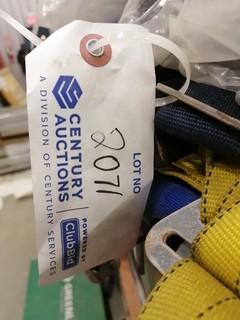 CENTURY
AUCTIONS
A DIVISION OF CENTURY SERVICES
POWERED BY
ClubBid
LOT NO
2071